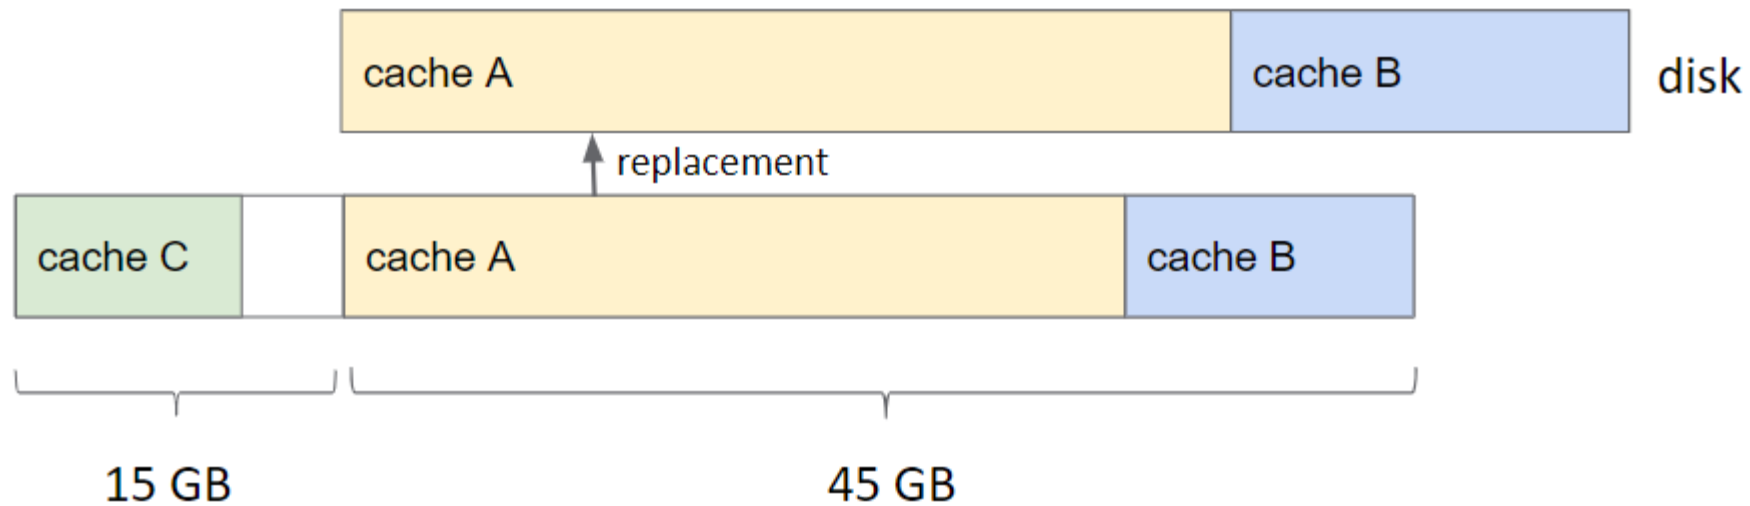 cache A
cache B
disk
replacement
cache C
cache A
cache B
15 GB
45 GB